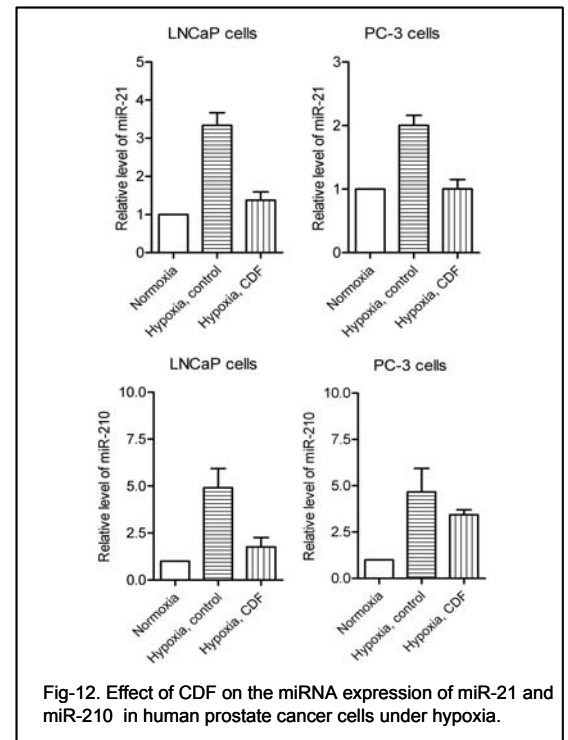 LNCaP cells
Relative level of miR-21
5
4
3
2
1
0
Normoxia
Hypoxia, control
Hypoxia, CDF
PC-3 cells
Relative level of miR-21
3
2
1
0
Normoxia
Hypoxia, control
Hypoxia, CDF
LNCaP cells
Relative level of miR-210
10.0
7.5
5.0
2.5
0.0
Normoxia
Hypoxia, control
Hypoxia, CDF
PC-3 cells
Relative level of miR-210
10.0
7.5
5.0
2.5
0.0
Normoxia
Hypoxia, control
Hypoxia, CDF
Fig-12. Effect of CDF on the miRNA expression of miR-21 and
miR-210 in human prostate cancer cells under hypoxia.